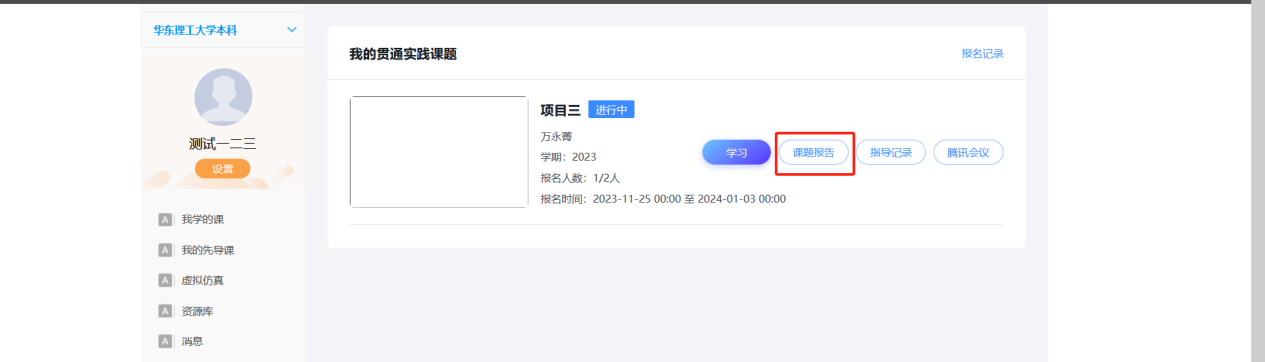 华东理工大学本科
测试一二三
设置
A 我学的课
A 我的先导课
A 虚拟仿真
A 资源库
A 消息
我的贯通实践课题 报名记录
项目三 进行中
万永菁
学期：2023
报名人数：1/2人
报名时间：2023-11-25 00:00 至 2024-01-03 00:00
学习 课题报告 指导记录 腾讯会议